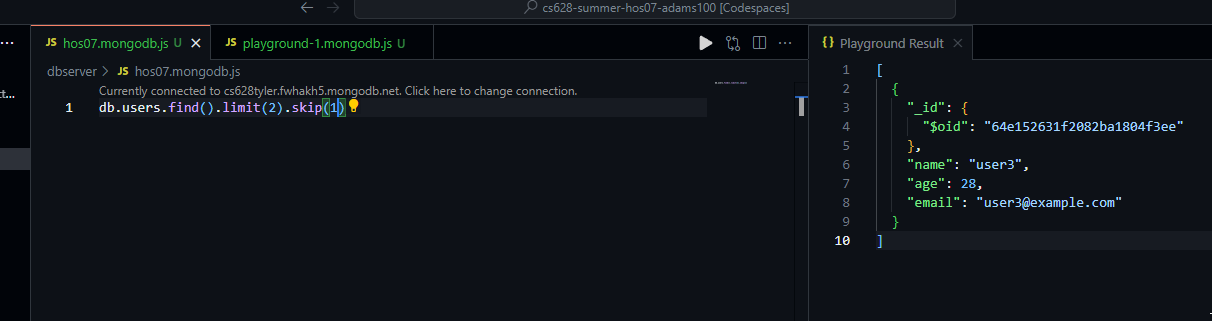 cs628-summer-hos07-adams100 [Codespaces]
JS hos07.mongodb.js U
JS playground-1.mongodb.js U
{} Playground Result
dbserver > JS hos07.mongodb.js
Currently connected to cs628tyler.fwhakh5.mongodb.net. Click here to change connection.
1 db.users.find().limit(2).skip(1)
1 [
2 {
3 "_id": {
4 "$oid": "64e152631f2082ba1804f3ee"
5 },
6 "name": "user3",
7 "age": 28,
8 "email": "user3@example.com"
9 }
10 ]
ct...